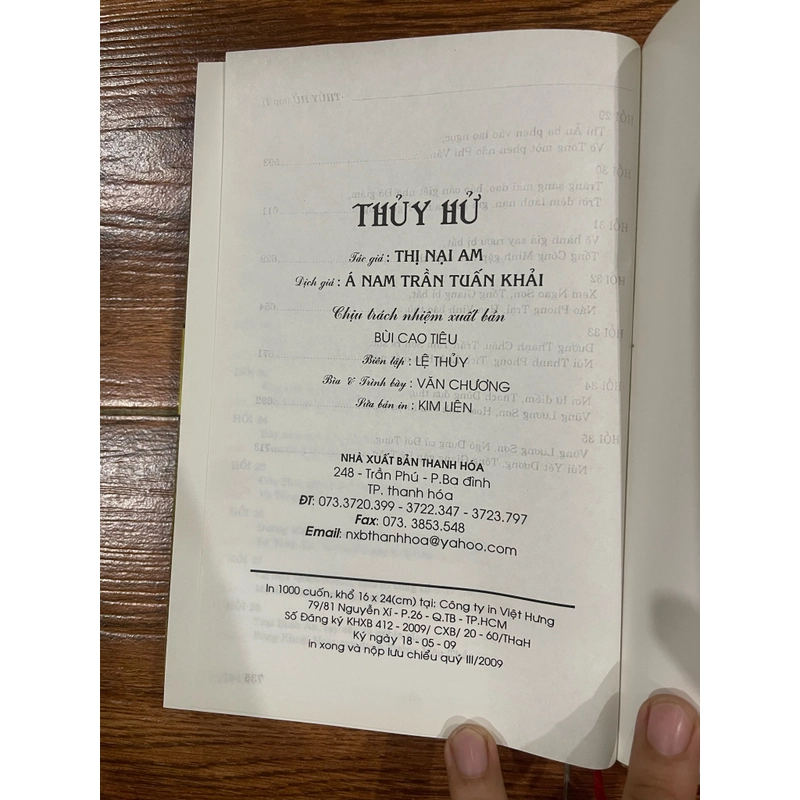 THỦY HỬ
Tác giả : THỊ NẠI AM
Dịch giả : Á NAM TRẦN TUẤN KHẢI
Chịu trách nhiệm xuất bản
BÙI CAO TIÊU
Biên tập : LỆ THỦY
Bìa & Trình bày : VĂN CHƯƠNG
Sửa bản in : KIM LIÊN
NHÀ XUẤT BẢN THANH HÓA
248 - Trần Phú - P.Ba đình
TP. thanh hóa
ĐT: 073.3720.399 - 3722.347 - 3723.797
Fax: 073. 3853.548
Email: nxbthanhhoa@yahoo.com
In 1000 cuốn, khổ 16 x 24(cm) tại: Công ty in Việt Hưng
79/81 Nguyễn Xí - P.26 - Q.TB - TP.HCM
Số Đăng ký KHXB 412 - 2009/ CXB/ 20 - 60/THaH
Ký ngày 18 - 05 - 09
in xong và nộp lưu chiểu quý III/2009